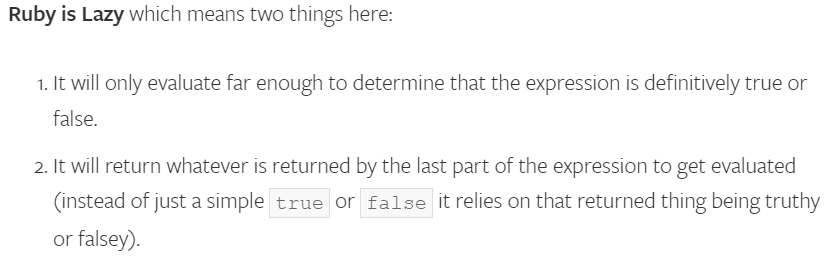 Ruby is Lazy which means two things here:
1. It will only evaluate far enough to determine that the expression is definitively true or
false.
2. It will return whatever is returned by the last part of the expression to get evaluated
(instead of just a simple true or false it relies on that returned thing being truthy
or falsey).